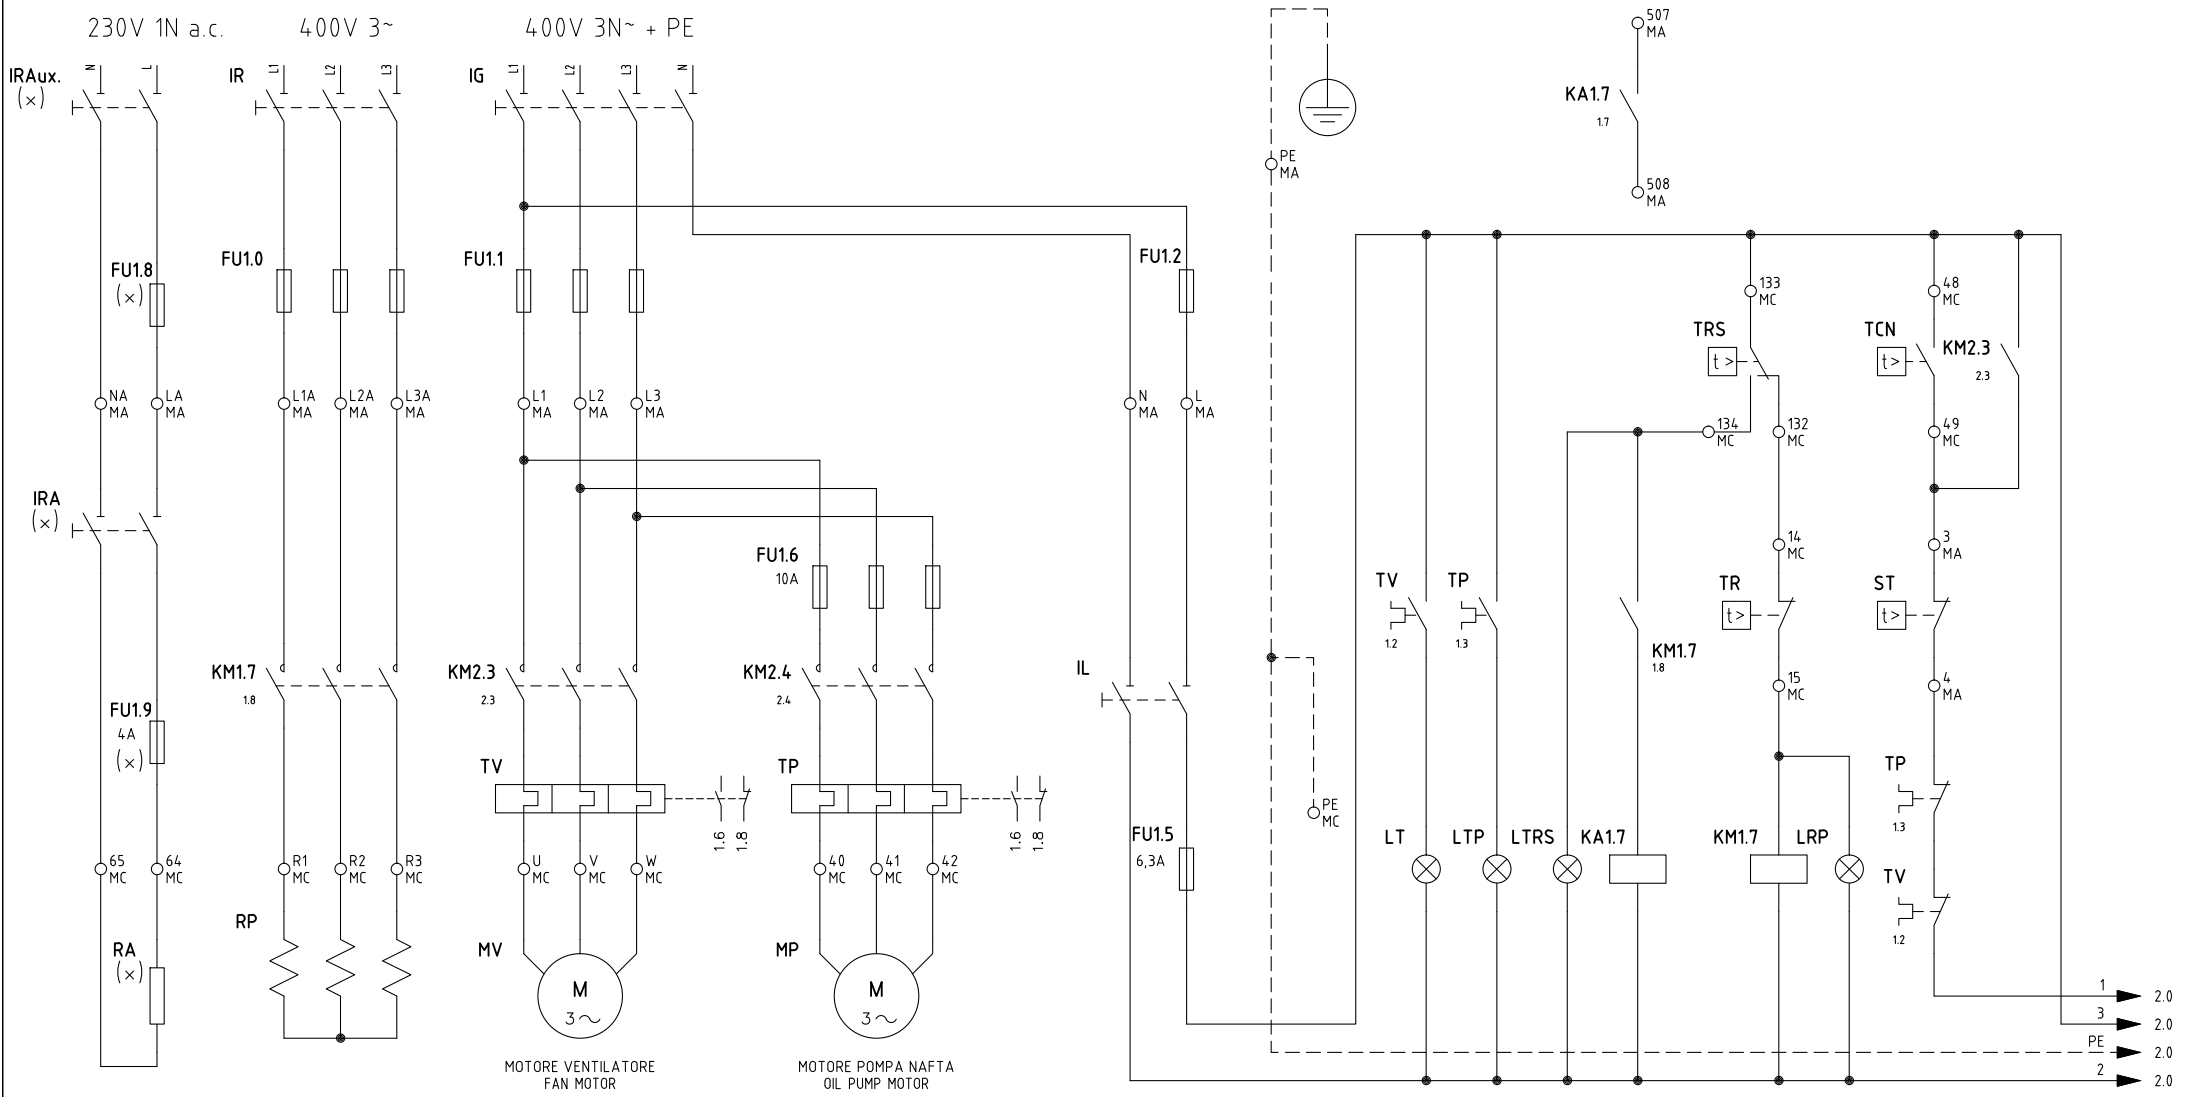 230V 1N a.c.
400V 3~
400V 3N~ + PE
IRAux.
(x)
N
L
IR
L1
L2
L3
IG
L1
L2
L3
N
PE
MA
507
MA
KA1.7
1.7
508
MA
FU1.8
(x)
FU1.0
FU1.1
FU1.2
133
MC
48
MC
TRS
t>
TCN
t>
KM2.3
2.3
NA
MA
LA
MA
L1A
MA
L2A
MA
L3A
MA
L1
MA
L2
MA
L3
MA
N
MA
L
MA
134
MC
132
MC
49
MC
IRA
(x)
FU1.6
10A
14
MC
3
MA
TV
1.2
TP
1.3
TR
t>
ST
t>
KM1.7
1.8
KM1.7
1.8
KM2.3
2.3
KM2.4
2.4
IL
15
MC
4
MA
FU1.9
4A
(x)
TV
1.6
1.8
TP
1.6
1.8
PE
MC
TP
1.3
FU1.5
6,3A
LT
LTP
LTRS
KA1.7
KM1.7
LRP
TV
1.2
65
MC
64
MC
R1
MC
R2
MC
R3
MC
U
MC
V
MC
W
MC
40
MC
41
MC
42
MC
RA
(x)
RP
MV
M
3~
MP
M
3~
MOTORE VENTILATORE
FAN MOTOR
MOTORE POMPA NAFTA
OIL PUMP MOTOR
1
2.0
3
2.0
PE
2.0
2
2.0